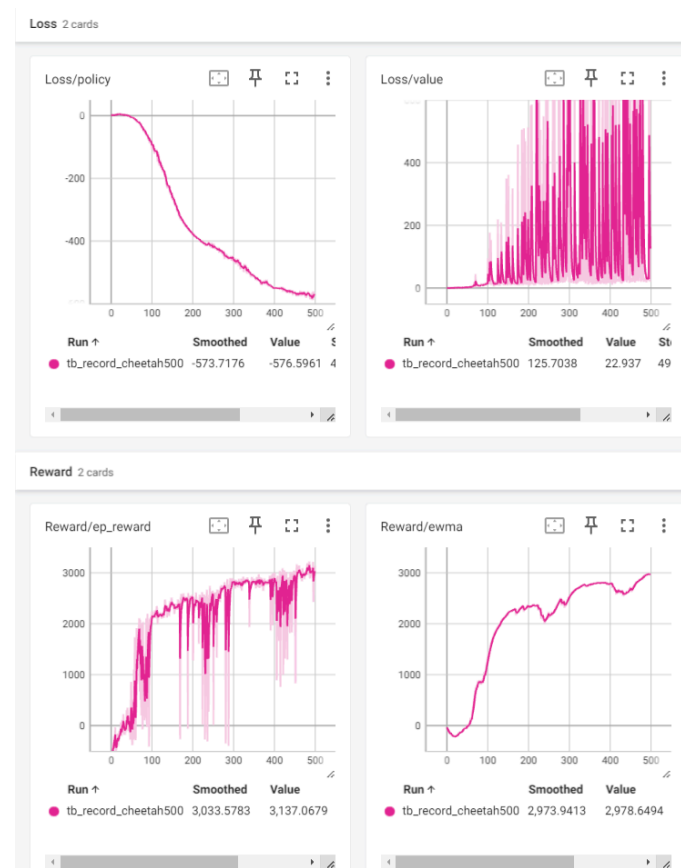 Loss 2 cards
Loss/policy
0
-200
-400
0 100 200 300 400 500
Run ↑ Smoothed Value S
tb_record_cheetah500 -573.7176 -576.5961 4
Loss/value
400
200
0
0 100 200 300 400 500
Run ↑ Smoothed Value St
tb_record_cheetah500 125.7038 22.937 49
Reward 2 cards
Reward/ep_reward
3000
2000
1000
0
0 100 200 300 400 500
Run ↑ Smoothed Value
tb_record_cheetah500 3,033.5783 3,137.0679
Reward/ewma
3000
2000
1000
0
0 100 200 300 400 500
Run ↑ Smoothed Value
tb_record_cheetah500 2,973.9413 2,978.6494